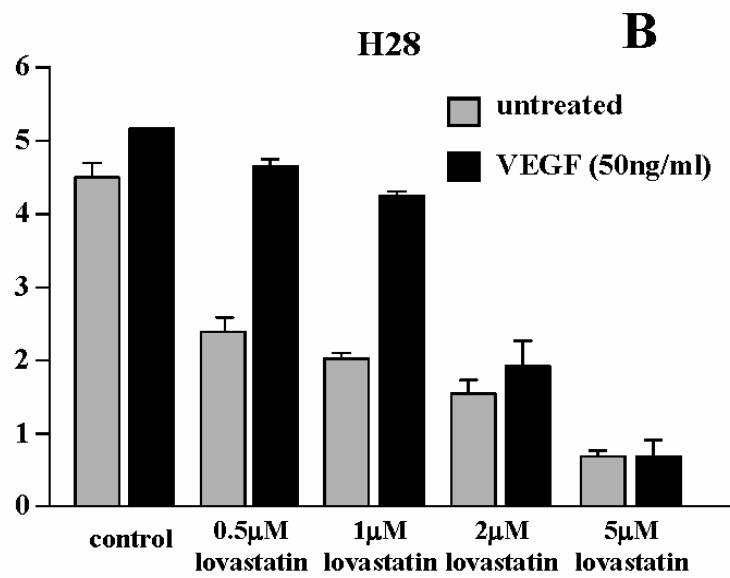 H28
B
untreated
VEGF (50ng/ml)
6
5
4
3
2
1
0
control
0.5μM
lovastatin
1μM
lovastatin
2μM
lovastatin
5μM
lovastatin